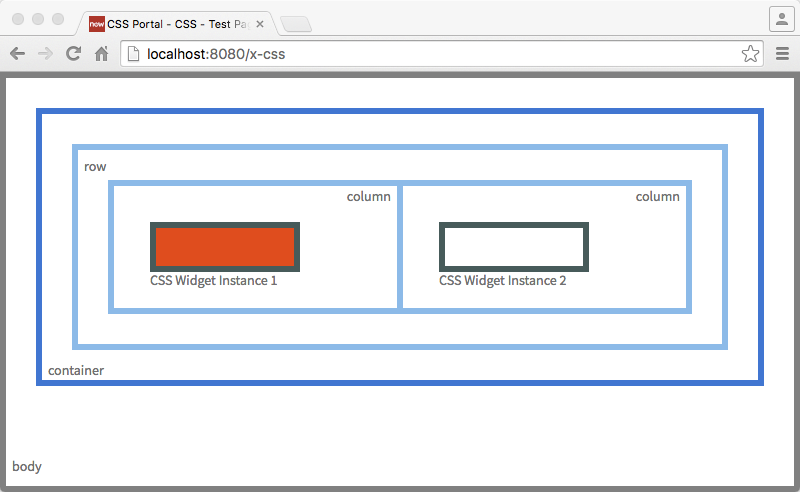 now CSS Portal - CSS - Test Pa
localhost:8080/x-css
row
column column
CSS Widget Instance 1 CSS Widget Instance 2
container
body